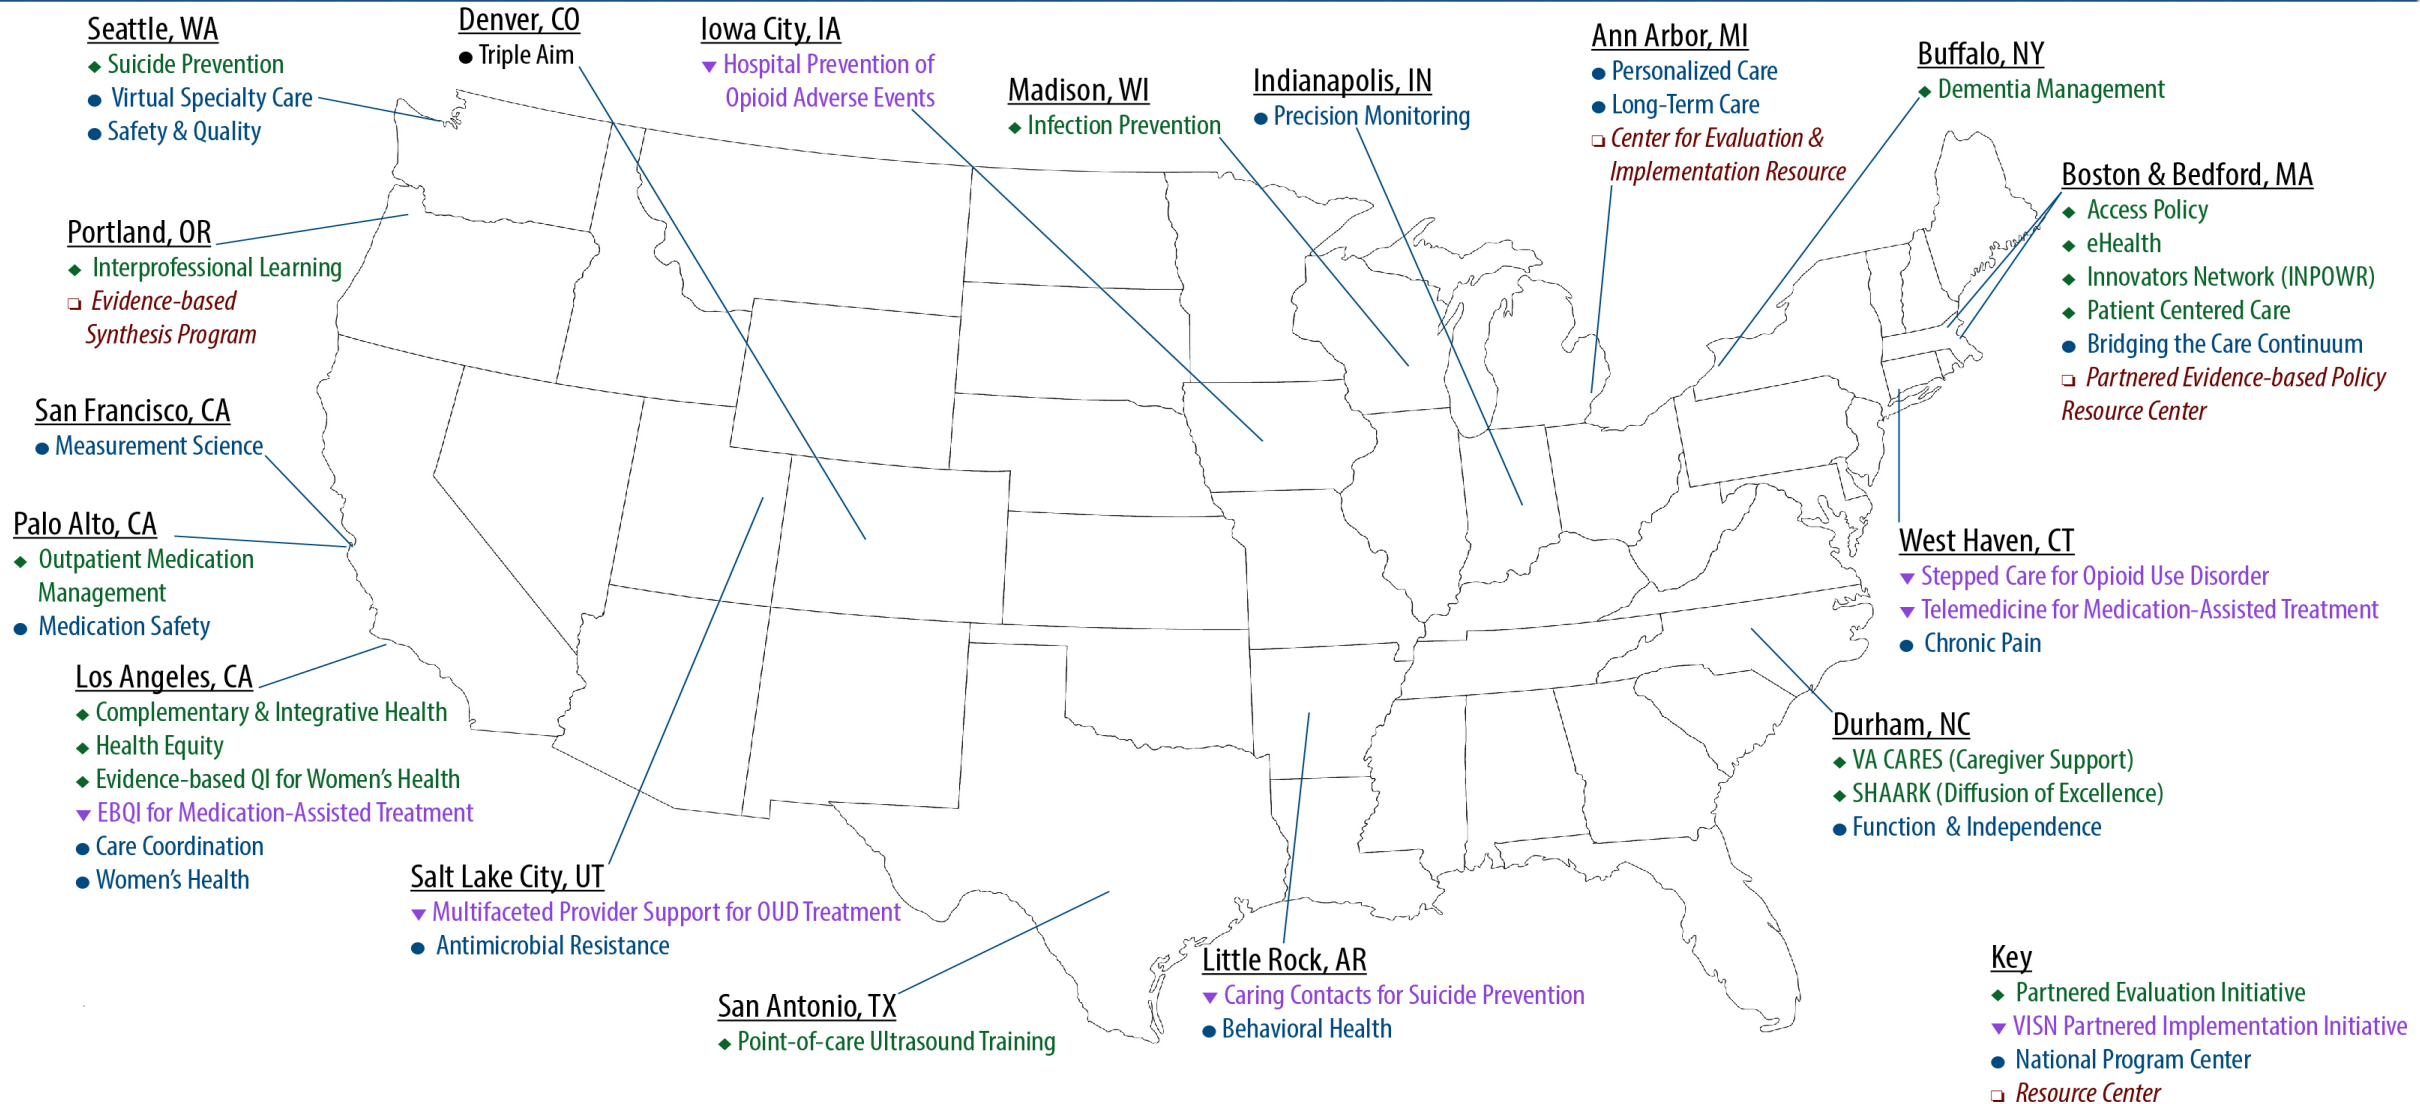 Seattle, WA
Suicide Prevention
Virtual Specialty Care
Safety & Quality
Denver, CO
Triple Aim
Iowa City, IA
Hospital Prevention of
Opioid Adverse Events
Madison, WI
Infection Prevention
Indianapolis, IN
Precision Monitoring
Ann Arbor, MI
Personalized Care
Long-Term Care
Center for Evaluation &
Implementation Resource
Buffalo, NY
Dementia Management
Boston & Bedford, MA
Access Policy
eHealth
Innovators Network (INPOWR)
Patient Centered Care
Bridging the Care Continuum
Partnered Evidence-based Policy
Resource Center
Portland, OR
Interprofessional Learning
Evidence-based
Synthesis Program
San Francisco, CA
Measurement Science
Palo Alto, CA
Outpatient Medication
Management
Medication Safety
Los Angeles, CA
Complementary & Integrative Health
Health Equity
Evidence-based QI for Women's Health
EBQI for Medication-Assisted Treatment
Care Coordination
Women's Health
Salt Lake City, UT
Multifaceted Provider Support for OUD Treatment
Antimicrobial Resistance
San Antonio, TX
Point-of-care Ultrasound Training
Little Rock, AR
Caring Contacts for Suicide Prevention
Behavioral Health
West Haven, CT
Stepped Care for Opioid Use Disorder
Telemedicine for Medication-Assisted Treatment
Chronic Pain
Durham, NC
VA CARES (Caregiver Support)
SHAARK (Diffusion of Excellence)
Function & Independence
Key
Partnered Evaluation Initiative
VISN Partnered Implementation Initiative
National Program Center
Resource Center